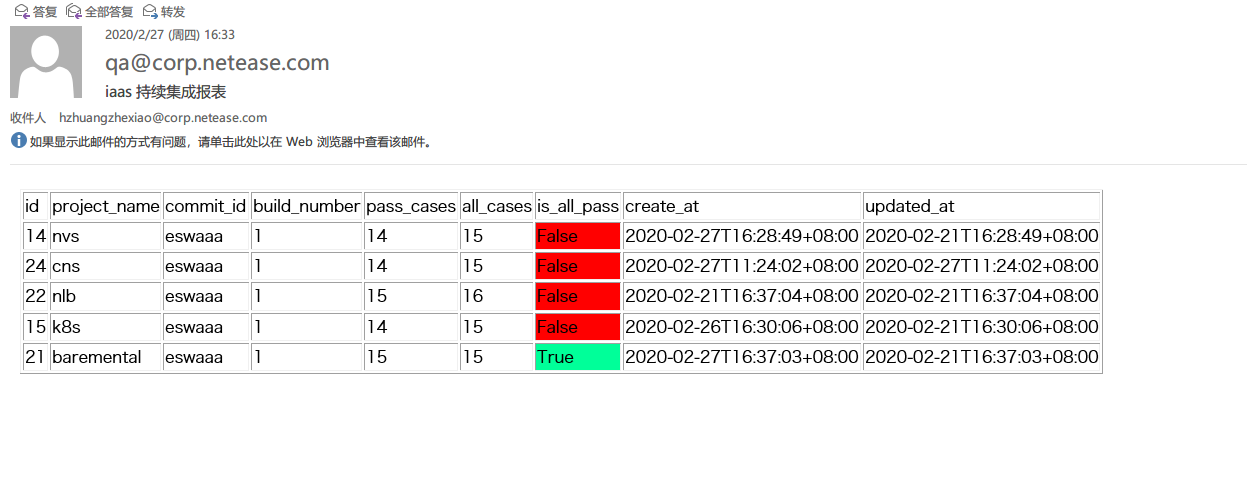 答复 全部答复 转发
2020/2/27 (周四) 16:33
qa@corp.netease.com
iaas 持续集成报表
收件人 hzhuangzhexiao@corp.netease.com
如果显示此邮件的方式有问题，请单击此处以在 Web 浏览器中查看该邮件。
id project_name commit_id build_number pass_cases all_cases is_all_pass create_at updated_at
14 nvs eswaaa 1 14 15 False 2020-02-27T16:28:49+08:00 2020-02-21T16:28:49+08:00
24 cns eswaaa 1 14 15 False 2020-02-27T11:24:02+08:00 2020-02-27T11:24:02+08:00
22 nlb eswaaa 1 15 16 False 2020-02-21T16:37:04+08:00 2020-02-21T16:37:04+08:00
15 k8s eswaaa 1 14 15 False 2020-02-26T16:30:06+08:00 2020-02-21T16:30:06+08:00
21 baremental eswaaa 1 15 15 True 2020-02-27T16:37:03+08:00 2020-02-21T16:37:03+08:00